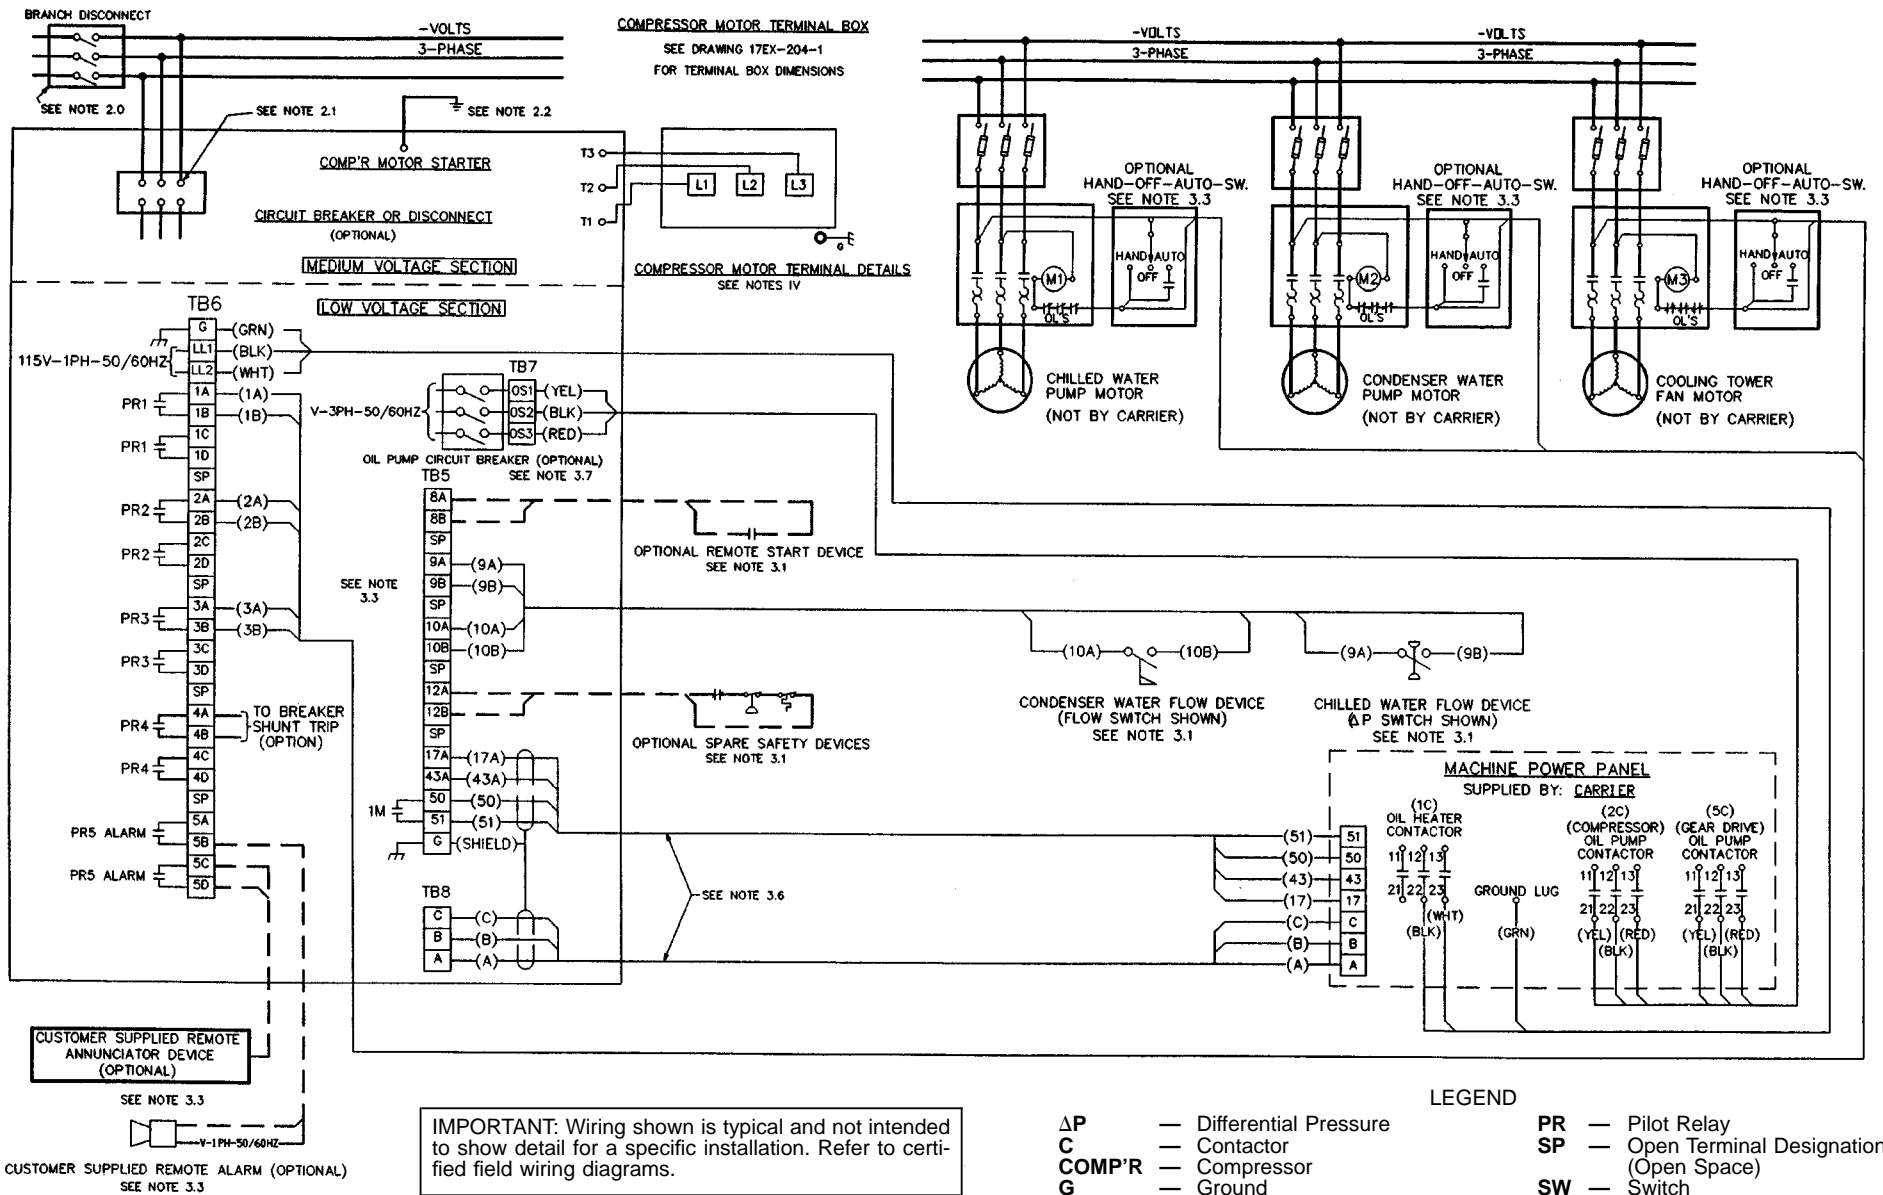 BRANCH DISCONNECT
-VOLTS
3-PHASE
SEE NOTE 2.0
SEE NOTE 2.1
SEE NOTE 2.2
COMPRESSOR MOTOR TERMINAL BOX
SEE DRAWING 17EX-204-1
FOR TERMINAL BOX DIMENSIONS
COMP'R MOTOR STARTER
CIRCUIT BREAKER OR DISCONNECT
(OPTIONAL)
MEDIUM VOLTAGE SECTION
T3
T2
T1
L1
L2
L3
G
COMPRESSOR MOTOR TERMINAL DETAILS
SEE NOTES IV
-VOLTS
3-PHASE
-VOLTS
3-PHASE
OPTIONAL
HAND-OFF-AUTO-SW.
SEE NOTE 3.3
HAND AUTO
OFF
M1
OL'S
CHILLED WATER
PUMP MOTOR
(NOT BY CARRIER)
OPTIONAL
HAND-OFF-AUTO-SW.
SEE NOTE 3.3
HAND AUTO
OFF
M2
OL'S
CONDENSER WATER
PUMP MOTOR
(NOT BY CARRIER)
OPTIONAL
HAND-OFF-AUTO-SW.
SEE NOTE 3.3
HAND AUTO
OFF
M3
OL'S
COOLING TOWER
FAN MOTOR
(NOT BY CARRIER)
LOW VOLTAGE SECTION
TB6
G (GRN)
115V-1PH-50/60HZ
LL1 (BLK)
LL2 (WHT)
PR1
1A (1A)
1B (1B)
PR1
1C
1D
SP
PR2
2A (2A)
2B (2B)
PR2
2C
2D
SP
PR3
3A (3A)
3B (3B)
PR3
3C
3D
SP
PR4
4A
4B
TO BREAKER
SHUNT TRIP
(OPTION)
PR4
4C
4D
SP
PR5 ALARM
5A
5B
PR5 ALARM
5C
5D
TB7
V-3PH-50/60HZ
OS1 (YEL)
OS2 (BLK)
OS3 (RED)
OIL PUMP CIRCUIT BREAKER (OPTIONAL)
SEE NOTE 3.7
TB5
8A
8B
SP
9A (9A)
9B (9B)
SP
10A (10A)
10B (10B)
SP
12A
12B
SP
17A (17A)
43A (43A)
1M
50 (50)
51 (51)
G (SHIELD)
SEE NOTE
3.3
TB8
C (C)
B (B)
A (A)
OPTIONAL REMOTE START DEVICE
SEE NOTE 3.1
OPTIONAL SPARE SAFETY DEVICES
SEE NOTE 3.1
SEE NOTE 3.6
(10A) (10B)
CONDENSER WATER FLOW DEVICE
(FLOW SWITCH SHOWN)
SEE NOTE 3.1
(9A) (9B)
CHILLED WATER FLOW DEVICE
(ΔP SWITCH SHOWN)
SEE NOTE 3.1
MACHINE POWER PANEL
SUPPLIED BY: CARRIER
(51) 51
(50) 50
(43) 43
(17) 17
(C) C
(B) B
(A) A
(1C)
OIL HEATER
CONTACTOR
11 12 13
21 22 23
(WHT)
(BLK)
GROUND LUG
(GRN)
(2C)
(COMPRESSOR)
OIL PUMP
CONTACTOR
11 12 13
21 22 23
(YEL) (RED)
(BLK)
(5C)
(GEAR DRIVE)
OIL PUMP
CONTACTOR
11 12 13
21 22 23
(YEL) (RED)
(BLK)
CUSTOMER SUPPLIED REMOTE
ANNUNCIATOR DEVICE
(OPTIONAL)
SEE NOTE 3.3
V-1PH-50/60HZ
CUSTOMER SUPPLIED REMOTE ALARM (OPTIONAL)
SEE NOTE 3.3
IMPORTANT: Wiring shown is typical and not intended
to show detail for a specific installation. Refer to certi-
fied field wiring diagrams.
LEGEND
ΔP — Differential Pressure
C — Contactor
COMP'R — Compressor
G — Ground
PR — Pilot Relay
SP — Open Terminal Designation
(Open Space)
SW — Switch